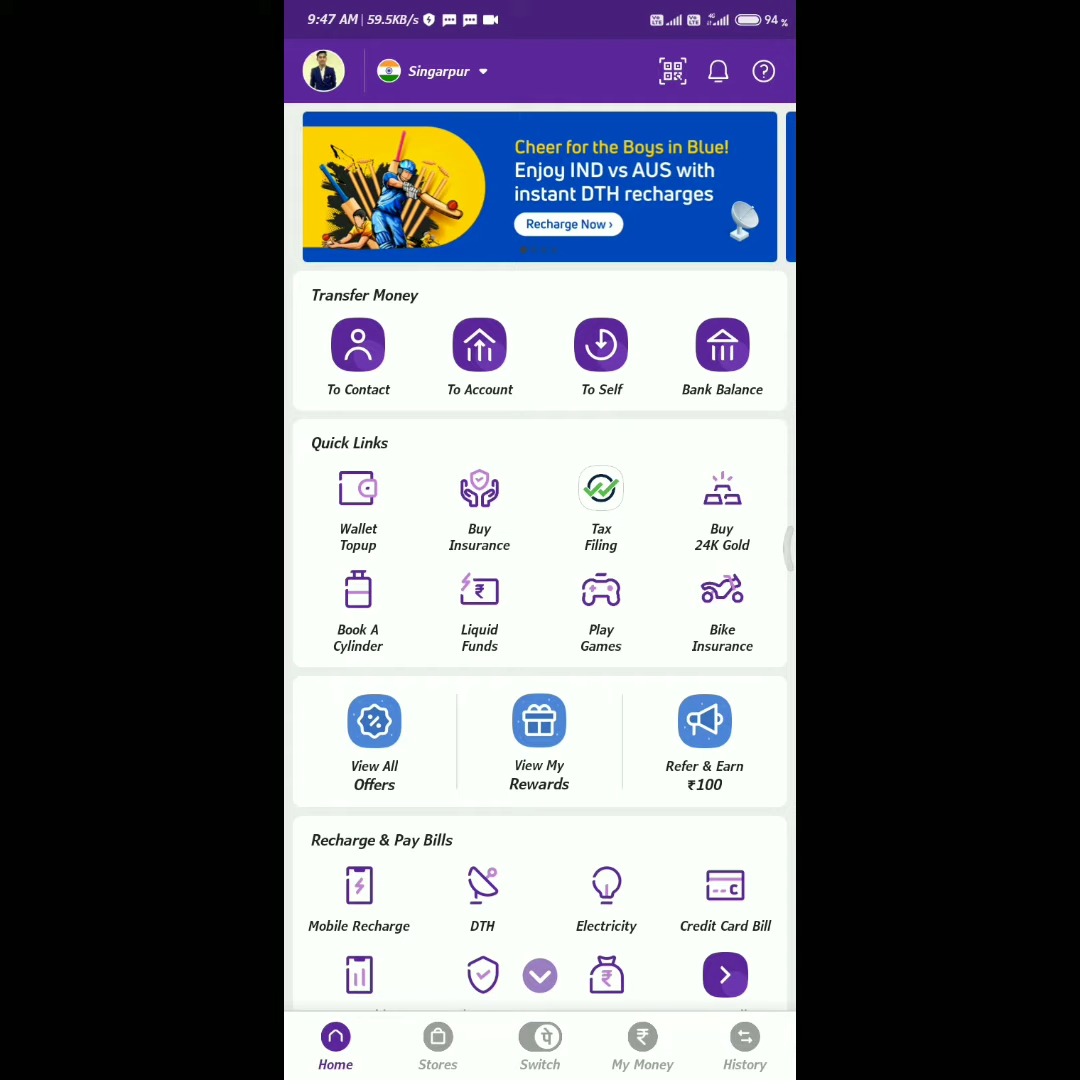 9:47 AM | 59.5KB/s
94 %
Singarpur
Cheer for the Boys in Blue!
Enjoy IND vs AUS with
instant DTH recharges
Recharge Now ›
Transfer Money
To Contact To Account To Self Bank Balance
Quick Links
Wallet Buy Tax Buy
Topup Insurance Filing 24K Gold
₹
Book A Liquid Play Bike
Cylinder Funds Games Insurance
%
View All View My Refer & Earn
Offers Rewards ₹100
Recharge & Pay Bills
Mobile Recharge DTH Electricity Credit Card Bill
₹
पे ₹
Home Stores Switch My Money History